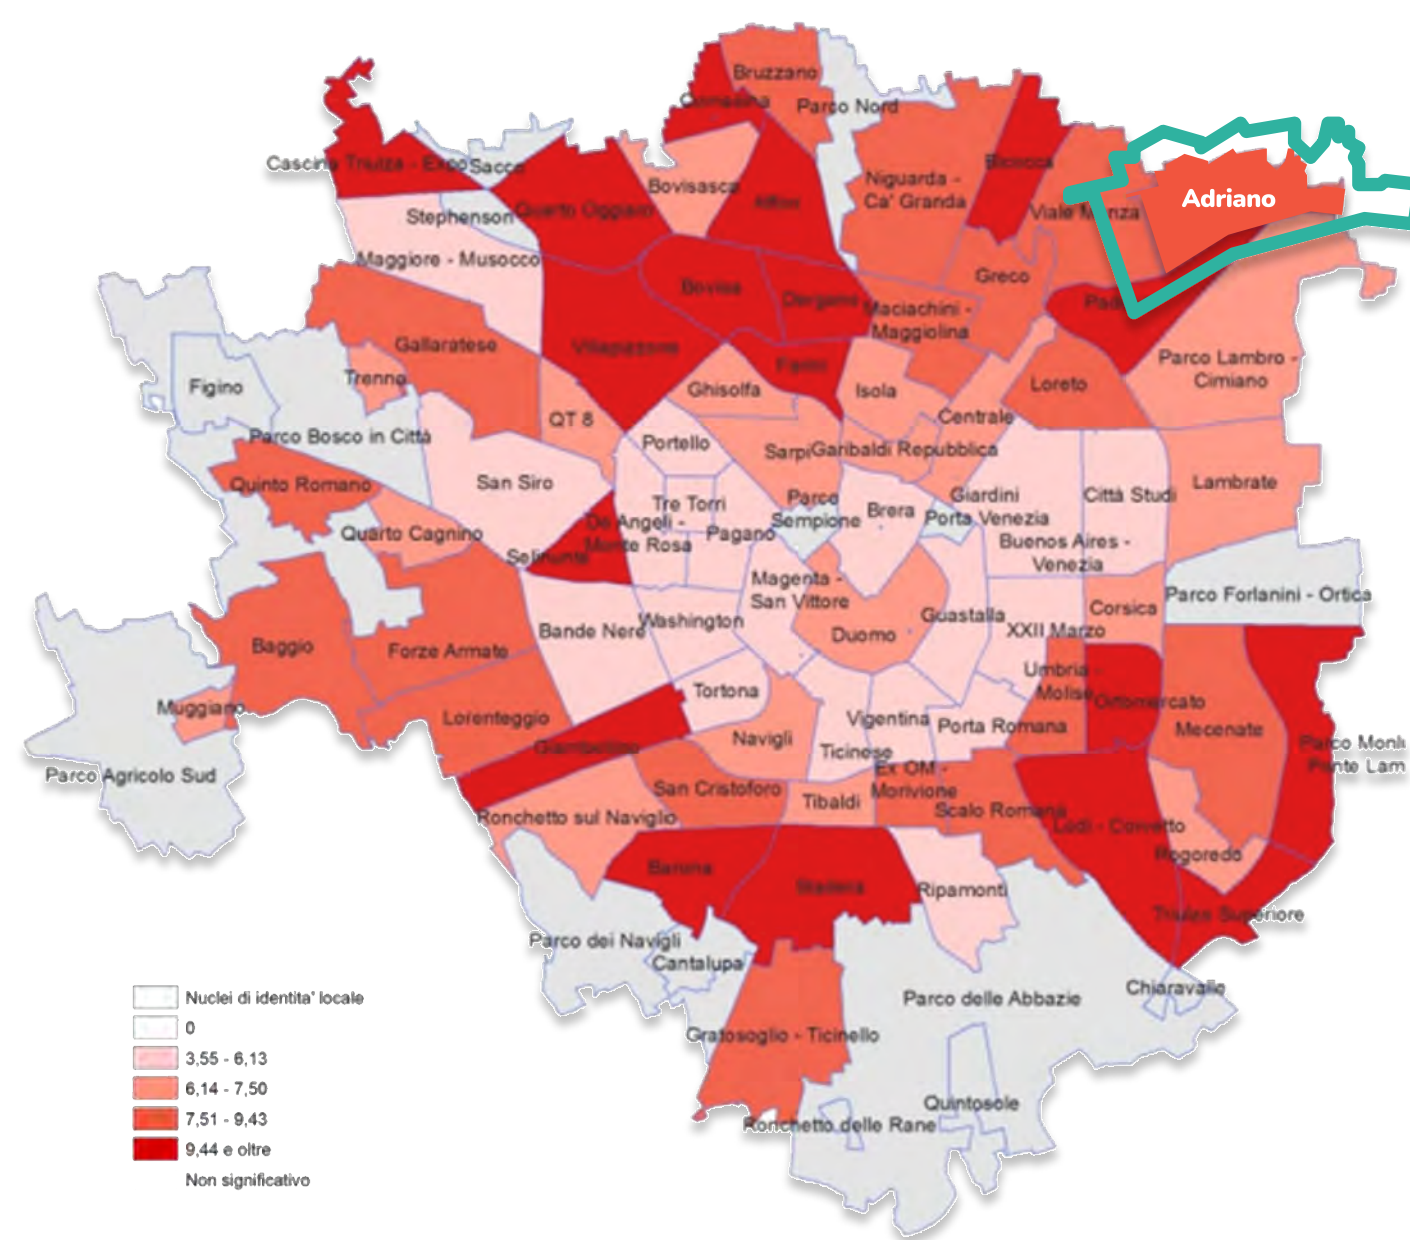 Bruzzano
Comasina
Parco Nord
Cascina Triulza - Expo
Sacco
Bicocca
Bovisasca
Niguarda -
Ca' Granda
Adriano
Affori
Quarto Oggiaro
Stephenson
Viale Monza
Maggiore - Musocco
Greco
Bovisa
Dergano
Maciachini -
Maggiolina
Gallaratese
Villapizzone
Farini
Parco Lambro -
Cimiano
Figino
Trenno
Ghisolfa
Isola
Loreto
QT 8
Centrale
Parco Bosco in Città
Portello
Sarpi
Garibaldi Repubblica
Quinto Romano
San Siro
Lambrate
Tre Torri
Parco
Sempione
Brera
Giardini
Porta Venezia
Città Studi
Quarto Cagnino
De Angeli -
Monte Rosa
Pagano
Buenos Aires -
Venezia
Selinunte
Magenta -
San Vittore
Parco Forlanini - Ortica
Corsica
Guastalla
Washington
Bande Nere
XXII Marzo
Duomo
Baggio
Forze Armate
Umbria -
Molise
Ortomercato
Tortona
Muggiano
Lorenteggio
Vigentina
Porta Romana
Mecenate
Giambellino
Navigli
Ticinese
Parco Agricolo Sud
Ex OM -
Morivione
San Cristoforo
Tibaldi
Scalo Romana
Ronchetto sul Naviglio
Lodi - Corvetto
Rogoredo
Barona
Stadera
Ripamonti
Triulzo Superiore
Parco dei Navigli
Cantalupa
Chiaravalle
Parco delle Abbazie
Gratosoglio - Ticinello
Quintosole
Ronchetto delle Rane
Nuclei di identita' locale
0
3,55 - 6,13
6,14 - 7,50
7,51 - 9,43
9,44 e oltre
Non significativo